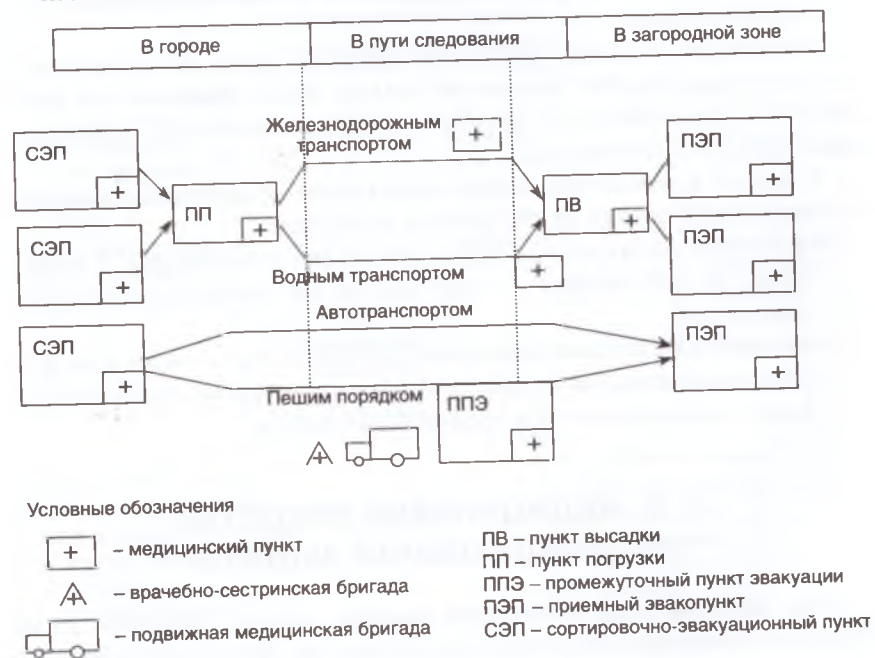 В городе
В пути следования
В загородной зоне
Железнодорожным
транспортом
СЭП
ПП
ПВ
ПЭП
СЭП
ПЭП
Водным транспортом
Автотранспортом
СЭП
ПЭП
Пешим порядком
ППЭ
Условные обозначения
– медицинский пункт
– врачебно-сестринская бригада
– подвижная медицинская бригада
ПВ – пункт высадки
ПП – пункт погрузки
ППЭ – промежуточный пункт эвакуации
ПЭП – приемный эвакопункт
СЭП – сортировочно-эвакуационный пункт